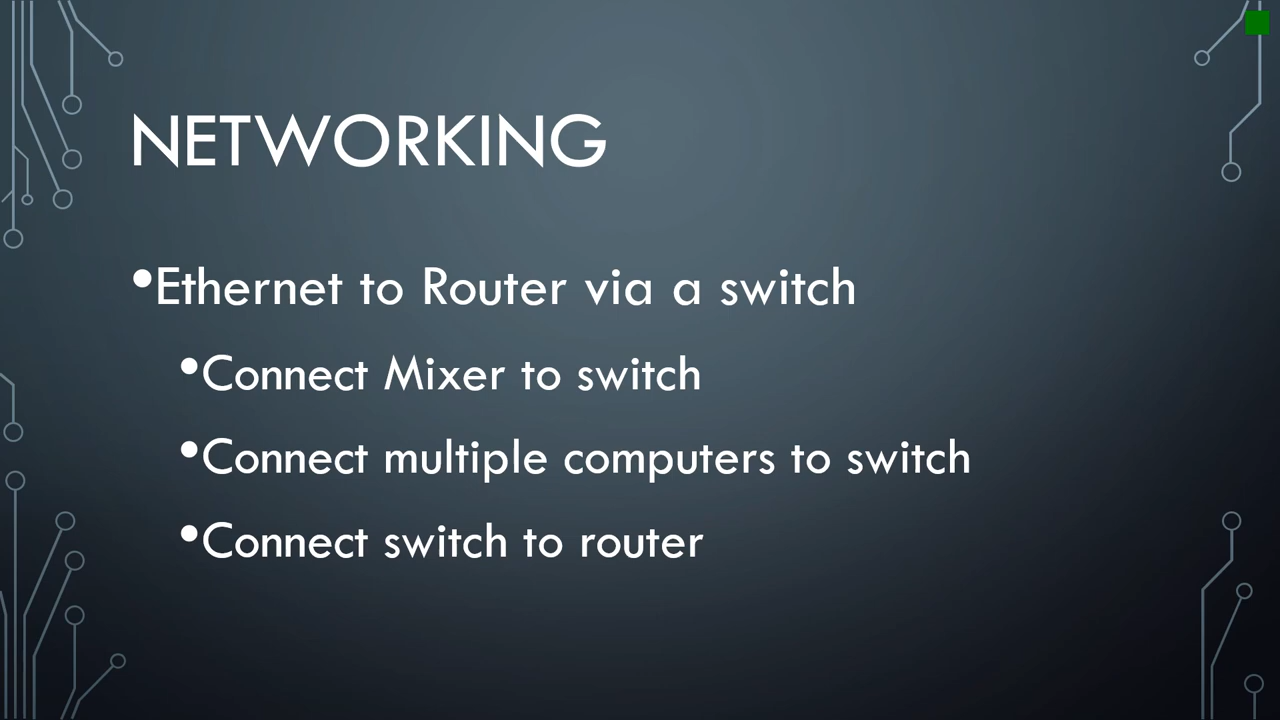 NETWORKING
•Ethernet to Router via a switch
•Connect Mixer to switch
•Connect multiple computers to switch
•Connect switch to router